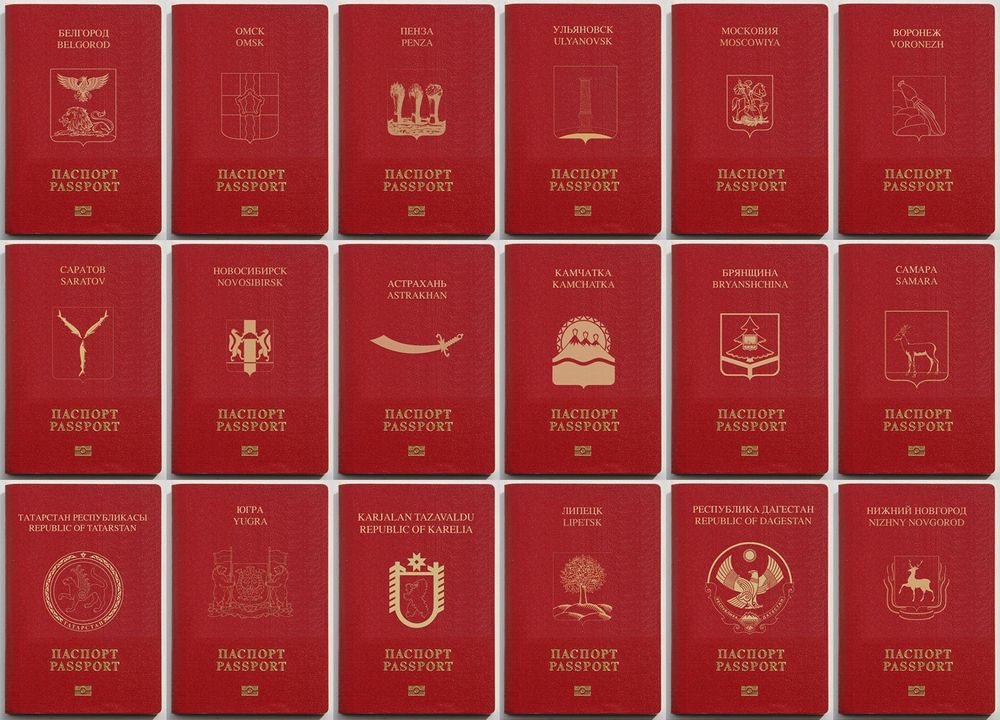 БЕЛГОРОД
BELGOROD
ПАСПОРТ
PASSPORT
ОМСК
OMSK
ПАСПОРТ
PASSPORT
ПЕНЗА
PENZA
ПАСПОРТ
PASSPORT
УЛЬЯНОВСК
ULYANOVSK
ПАСПОРТ
PASSPORT
МОСКОВИЯ
MOSCOWIYA
ПАСПОРТ
PASSPORT
ВОРОНЕЖ
VORONEZH
ПАСПОРТ
PASSPORT
САРАТОВ
SARATOV
ПАСПОРТ
PASSPORT
НОВОСИБИРСК
NOVOSIBIRSK
ПАСПОРТ
PASSPORT
АСТРАХАНЬ
ASTRAKHAN
ПАСПОРТ
PASSPORT
КАМЧАТКА
KAMCHATKA
ПАСПОРТ
PASSPORT
БРЯНЩИНА
BRYANSHCHINA
ПАСПОРТ
PASSPORT
САМАРА
SAMARA
ПАСПОРТ
PASSPORT
ТАТАРСТАН РЕСПУБЛИКАСЫ
REPUBLIC OF TATARSTAN
ТАТАРСТАН
ПАСПОРТ
PASSPORT
ЮГРА
YUGRA
ПАСПОРТ
PASSPORT
KARJALAN TAZAVALDU
REPUBLIC OF KARELIA
ПАСПОРТ
PASSPORT
ЛИПЕЦК
LIPETSK
ПАСПОРТ
PASSPORT
РЕСПУБЛИКА ДАГЕСТАН
REPUBLIC OF DAGESTAN
РЕСПУБЛИКА ДАГЕСТАН
ПАСПОРТ
PASSPORT
НИЖНИЙ НОВГОРОД
NIZHNY NOVGOROD
ПАСПОРТ
PASSPORT